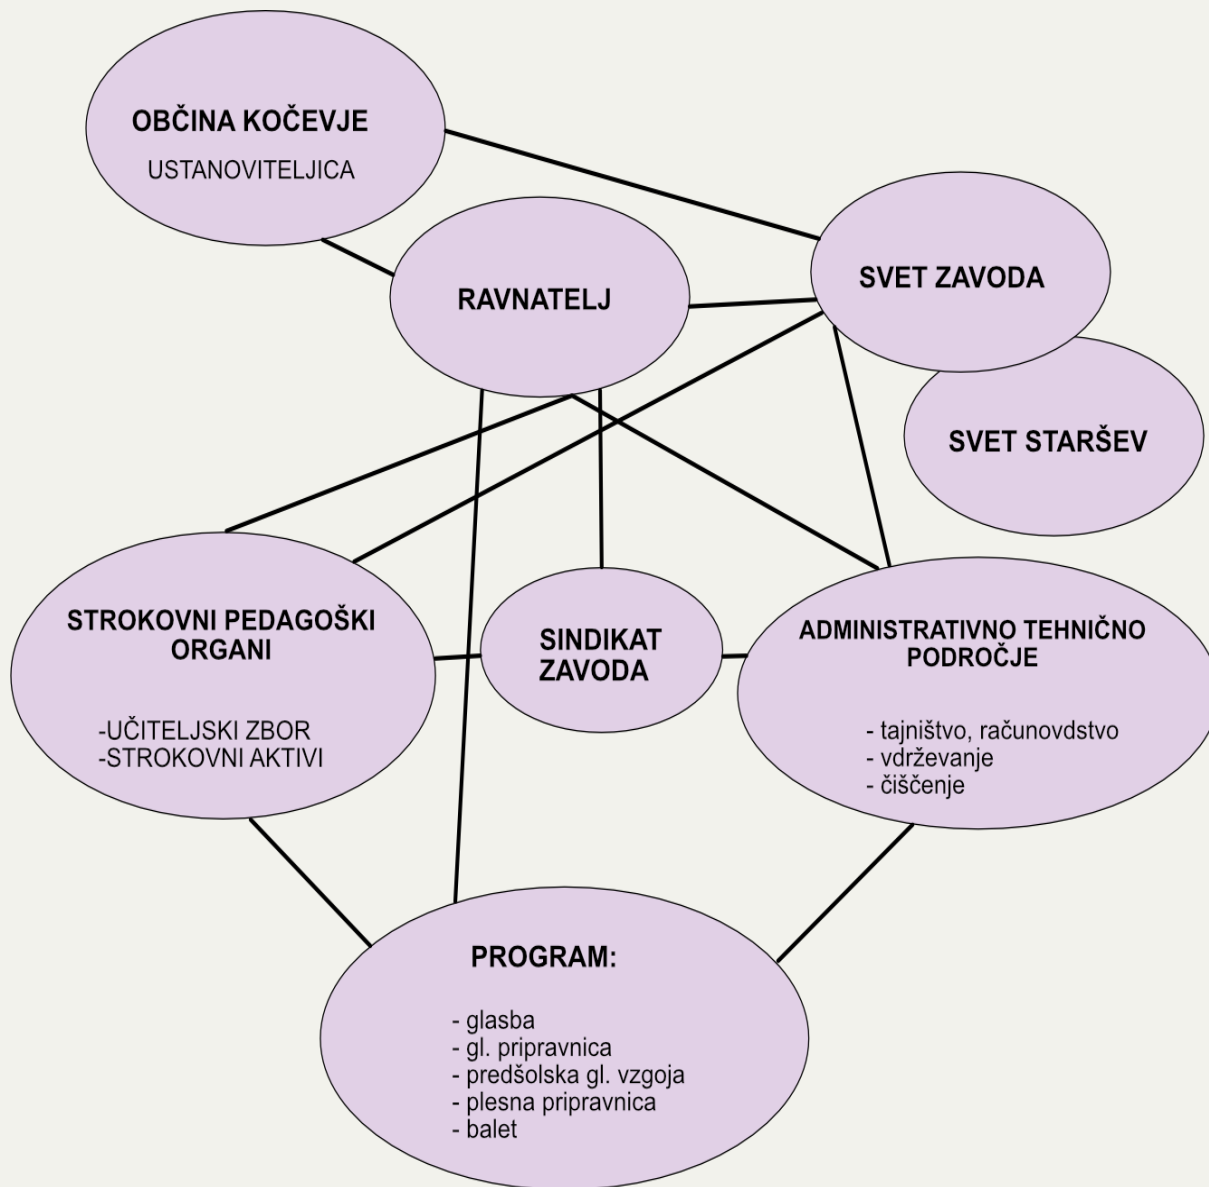 OBČINA KOČEVJE
USTANOVITELJICA
RAVNATELJ
SVET ZAVODA
SVET STARŠEV
STROKOVNI PEDAGOŠKI
ORGANI
-UČITELJSKI ZBOR
-STROKOVNI AKTIVI
SINDIKAT
ZAVODA
ADMINISTRATIVNO TEHNIČNO
PODROČJE
- tajništvo, računovdstvo
- vdrževanje
- čiščenje
PROGRAM:
- glasba
- gl. pripravnica
- predšolska gl. vzgoja
- plesna pripravnica
- balet